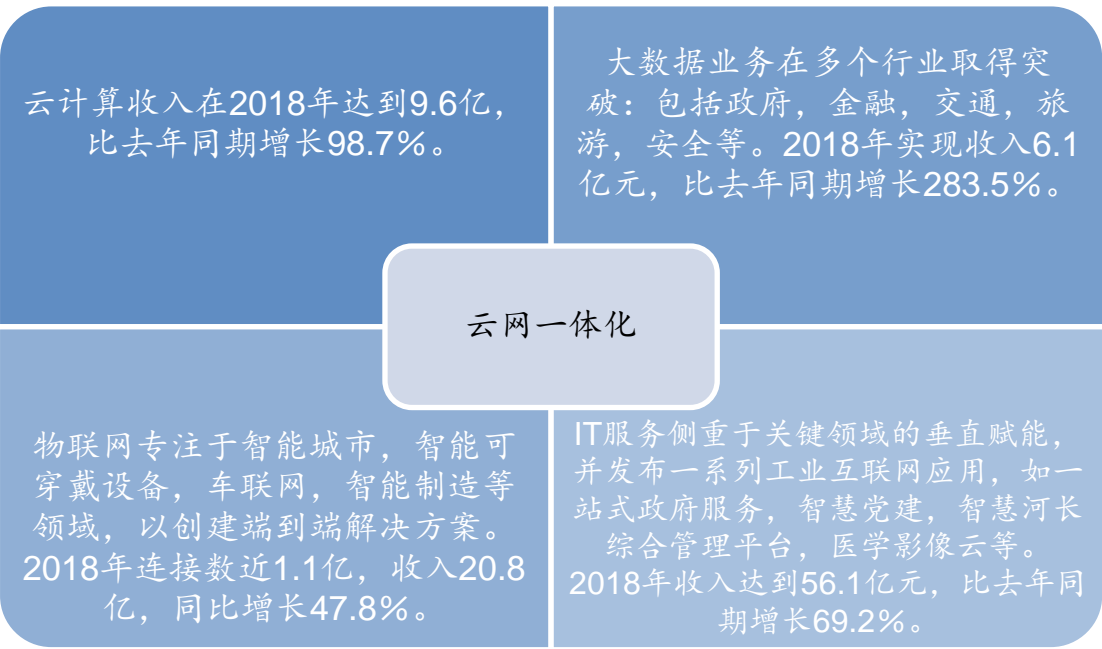 云计算收入在2018年达到9.6亿，
比去年同期增长98.7%。
大数据业务在多个行业取得突
破：包括政府，金融，交通，旅
游，安全等。2018年实现收入6.1
亿元，比去年同期增长283.5%。
云网一体化
物联网专注于智能城市，智能可
穿戴设备，车联网，智能制造等
领域，以创建端到端解决方案。
2018年连接数近1.1亿，收入20.8
亿，同比增长47.8%。
IT服务侧重于关键领域的垂直赋能，
并发布一系列工业互联网应用，如一
站式政府服务，智慧党建，智慧河长
综合管理平台，医学影像云等。
2018年收入达到56.1亿元，比去年同
期增长69.2%。